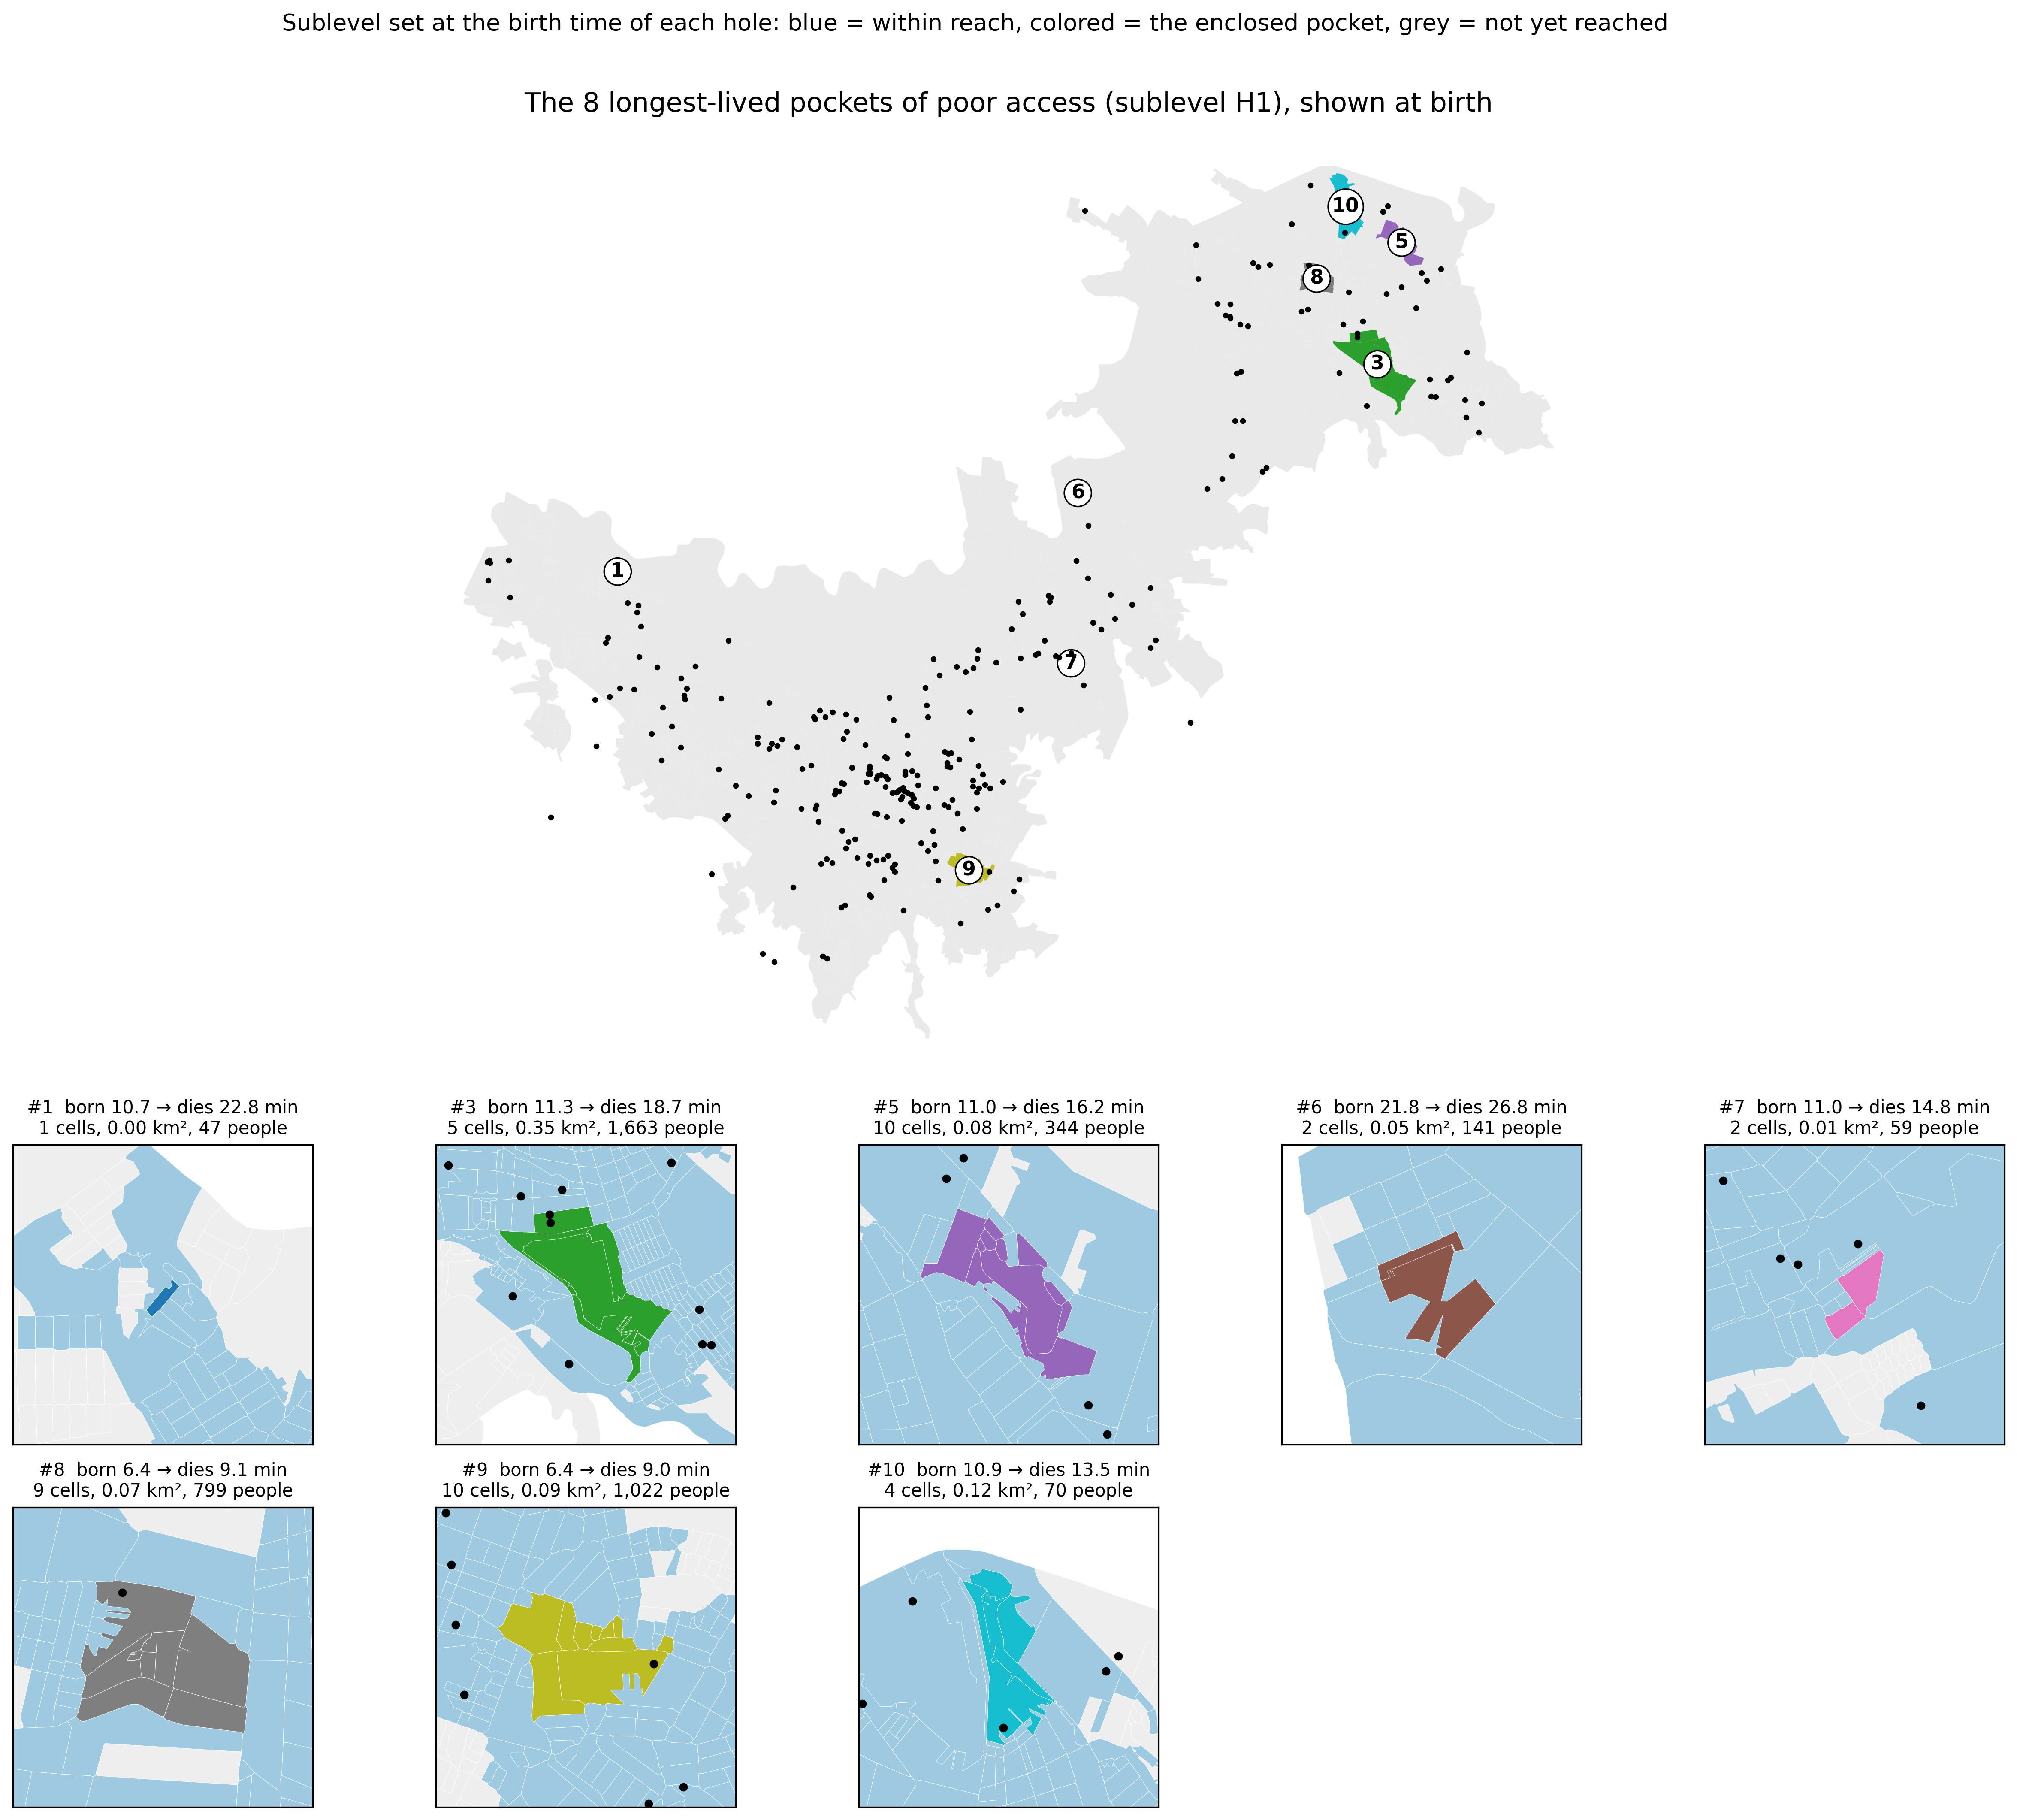 Sublevel set at the birth time of each hole: blue = within reach, colored = the enclosed pocket, grey = not yet reached
The 8 longest-lived pockets of poor access (sublevel H1), shown at birth
10
5
8
3
6
1
7
9
#1 born 10.7 → dies 22.8 min
1 cells, 0.00 km², 47 people
#3 born 11.3 → dies 18.7 min
5 cells, 0.35 km², 1,663 people
#5 born 11.0 → dies 16.2 min
10 cells, 0.08 km², 344 people
#6 born 21.8 → dies 26.8 min
2 cells, 0.05 km², 141 people
#7 born 11.0 → dies 14.8 min
2 cells, 0.01 km², 59 people
#8 born 6.4 → dies 9.1 min
9 cells, 0.07 km², 799 people
#9 born 6.4 → dies 9.0 min
10 cells, 0.09 km², 1,022 people
#10 born 10.9 → dies 13.5 min
4 cells, 0.12 km², 70 people